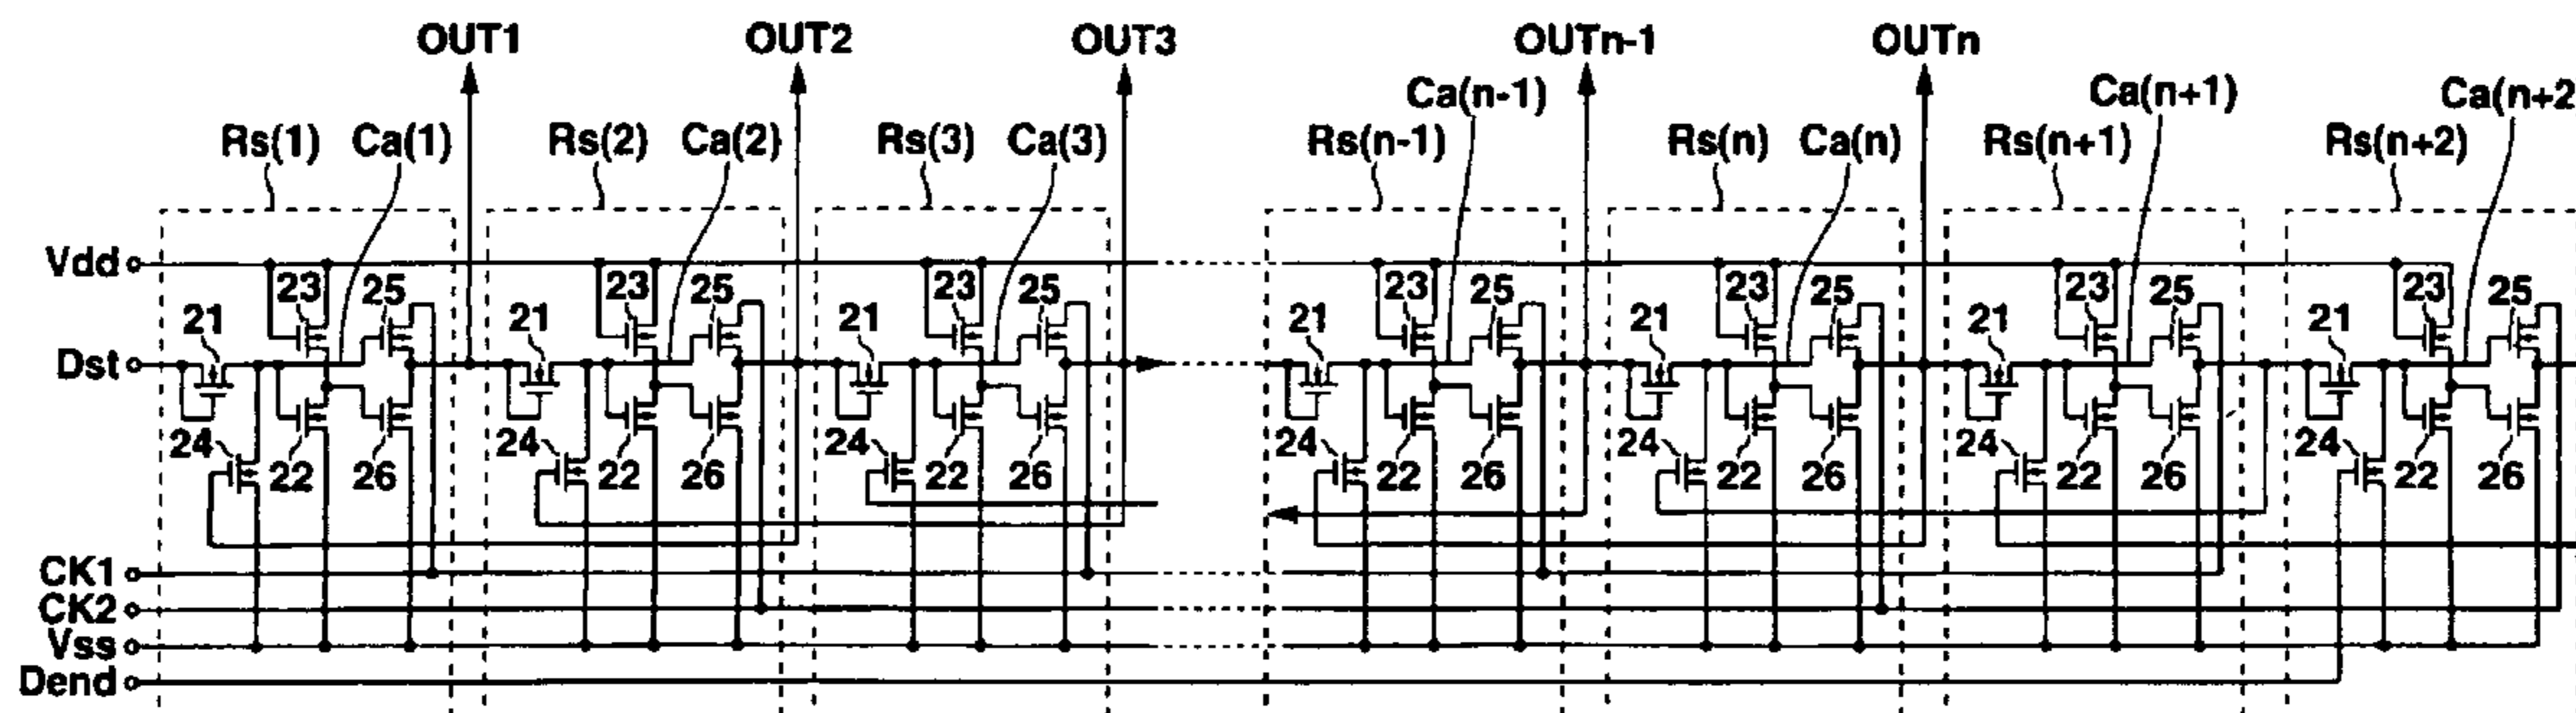 OUT1 OUT2 OUT3 OUTn-1 OUTn
Ca(n-1) Ca(n+1) Ca(n+2
Rs(1) Ca(1) Rs(2) Ca(2) Rs(3) Ca(3) Rs(n-1) Rs(n) Ca(n) Rs(n+1) Rs(n+2)
Vdd
23 25 23 25 23 25 23 25 23 25 23 25 23 25
21 21 21 21 21 21 21
Dst
24 24 24 24 24 24 24
22 26 22 26 22 26 22 26 22 26 22 26 22 26
CK1
CK2
Vss
Dend